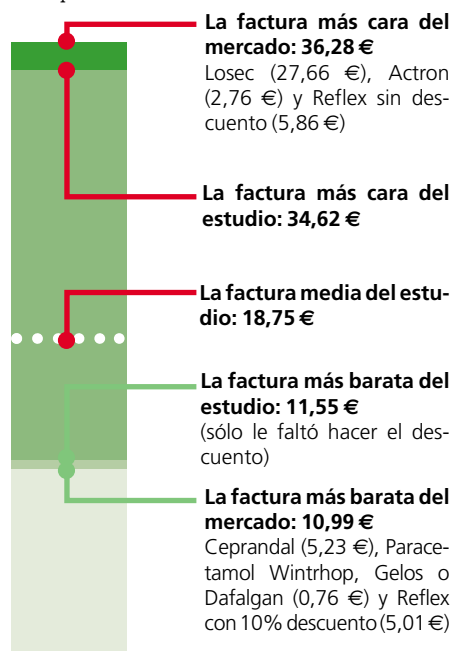 La factura más cara del
mercado: 36,28 €
Losec (27,66 €), Actron
(2,76 €) y Reflex sin des-
cuento (5,86 €)
La factura más cara del
estudio: 34,62 €
La factura media del estu-
dio: 18,75 €
La factura más barata del
estudio: 11,55 €
(sólo le faltó hacer el des-
cuento)
La factura más barata del
mercado: 10,99 €
Ceprandal (5,23 €), Parace-
tamol Wintrhop, Gelos o
Dafalgan (0,76 €) y Reflex
con 10% descuento (5,01 €)